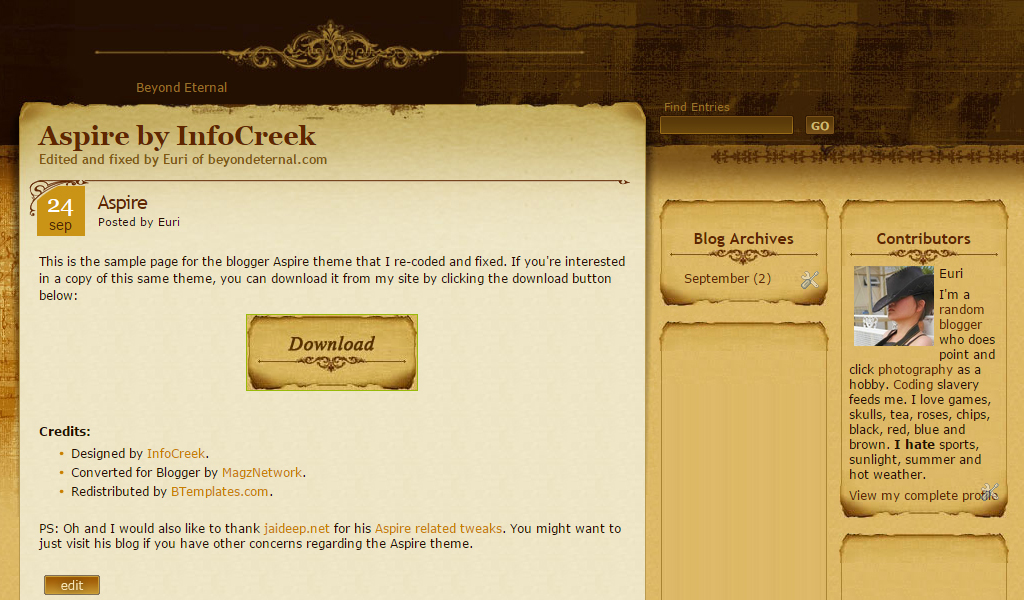 Beyond Eternal
Find Entries
GO
Aspire by InfoCreek
Edited and fixed by Euri of beyondeternal.com
24
sep
Aspire
Posted by Euri
This is the sample page for the blogger Aspire theme that I re-coded and fixed. If you're interested
in a copy of this same theme, you can download it from my site by clicking the download button
below:
Download
Credits:
• Designed by InfoCreek.
• Converted for Blogger by MagzNetwork.
• Redistributed by BTemplates.com.
PS: Oh and I would also like to thank jaideep.net for his Aspire related tweaks. You might want to
just visit his blog if you have other concerns regarding the Aspire theme.
edit
Blog Archives
September (2)
Contributors
Euri
I'm a
random
blogger
who does
point and
click photography as a
hobby. Coding slavery
feeds me. I love games,
skulls, tea, roses, chips,
black, red, blue and
brown. I hate sports,
sunlight, summer and
hot weather.
View my complete profile